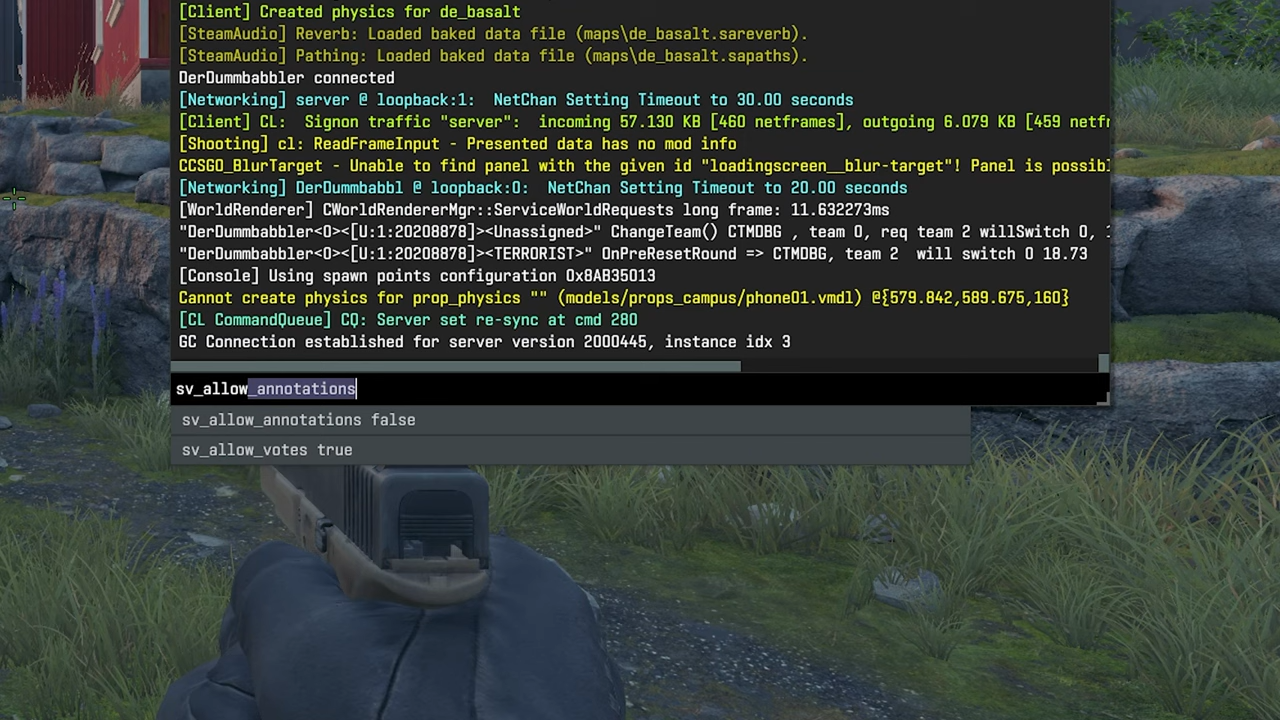 [Client] Created physics for de_basalt
[SteamAudio] Reverb: Loaded baked data file (maps\de_basalt.sareverb).
[SteamAudio] Pathing: Loaded baked data file (maps\de_basalt.sapaths).
DerDummbabbler connected
[Networking] server @ loopback:1:  NetChan Setting Timeout to 30.00 seconds
[Client] CL:  Signon traffic "server":  incoming 57.130 KB [460 netframes], outgoing 6.079 KB [459 netfr
[Shooting] cl: ReadFrameInput - Presented data has no mod info
CCSGO_BlurTarget - Unable to find panel with the given id "loadingscreen__blur-target"! Panel is possibl
[Networking] DerDummbabbl @ loopback:0:  NetChan Setting Timeout to 20.00 seconds
[WorldRenderer] CWorldRendererMgr::ServiceWorldRequests long frame: 11.632273ms
"DerDummbabbler<0><[U:1:20208878]><Unassigned>" ChangeTeam() CTMDBG , team 0, req team 2 willSwitch 0, 1
"DerDummbabbler<0><[U:1:20208878]><TERRORIST>" OnPreResetRound => CTMDBG, team 2  will switch 0 18.73
[Console] Using spawn points configuration 0x8AB35013
Cannot create physics for prop_physics "" (models/props_campus/phone01.vmdl) @{579.842,589.675,160}
[CL CommandQueue] CQ: Server set re-sync at cmd 280
GC Connection established for server version 2000445, instance idx 3
sv_allow_annotations
sv_allow_annotations false
sv_allow_votes true